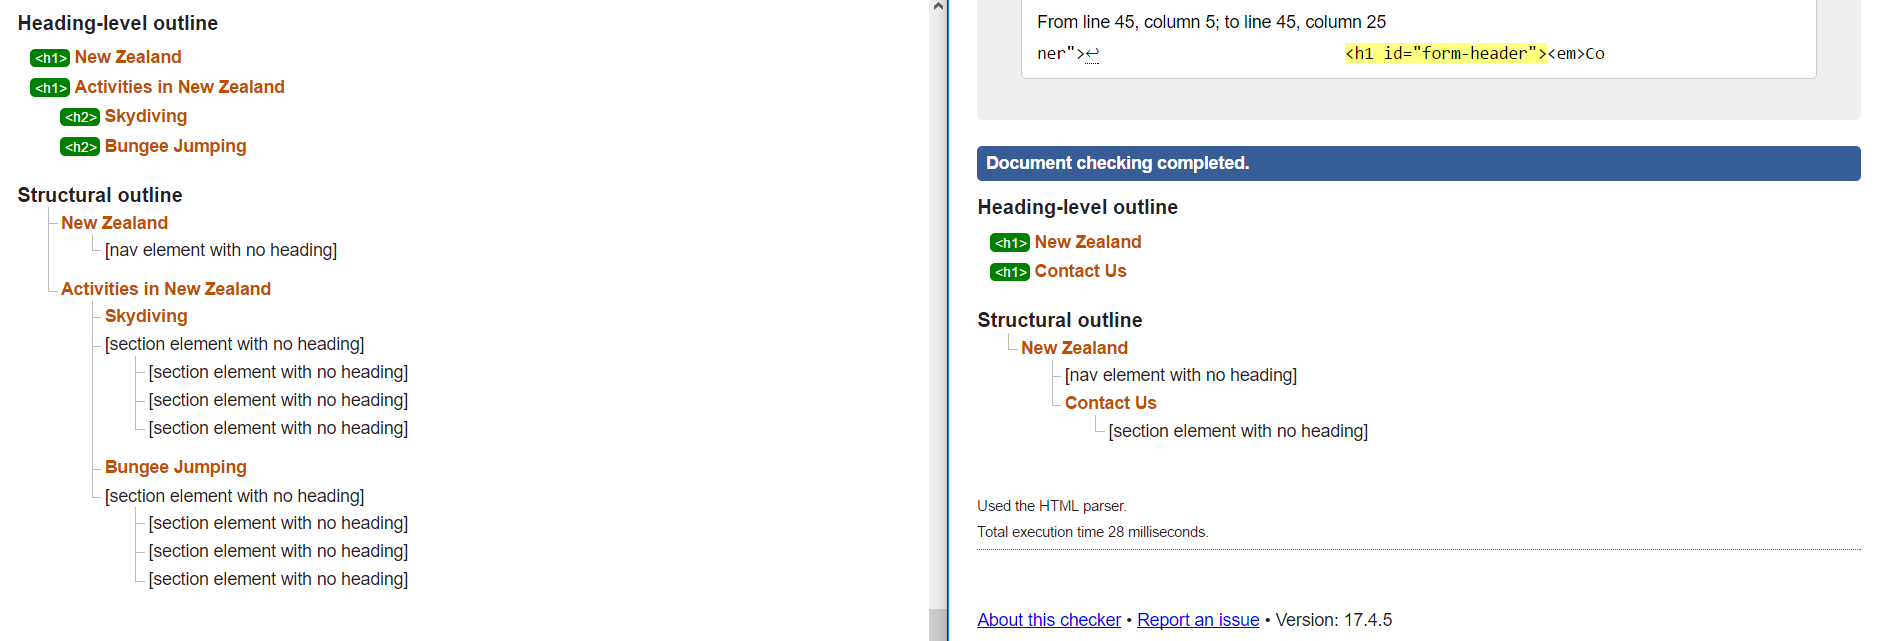 Heading-level outline
<h1> New Zealand
<h1> Activities in New Zealand
<h2> Skydiving
<h2> Bungee Jumping
Structural outline
New Zealand
[nav element with no heading]
Activities in New Zealand
Skydiving
[section element with no heading]
[section element with no heading]
[section element with no heading]
[section element with no heading]
Bungee Jumping
[section element with no heading]
[section element with no heading]
[section element with no heading]
[section element with no heading]
From line 45, column 5; to line 45, column 25
ner">↩ <h1 id="form-header"><em>Co
Document checking completed.
Heading-level outline
<h1> New Zealand
<h1> Contact Us
Structural outline
New Zealand
[nav element with no heading]
Contact Us
[section element with no heading]
Used the HTML parser.
Total execution time 28 milliseconds.
About this checker • Report an issue • Version: 17.4.5